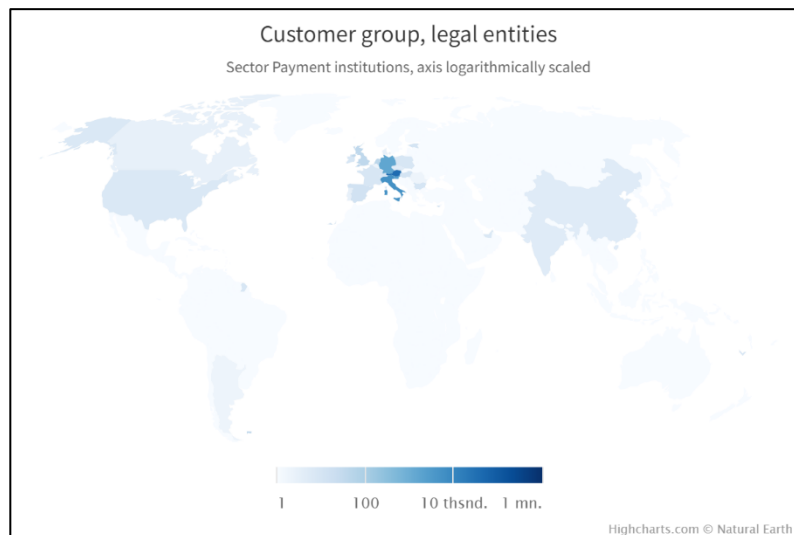 Customer group, legal entities
Sector Payment institutions, axis logarithmically scaled
1 100 10 thsnd. 1 mn.
Highcharts.com © Natural Earth